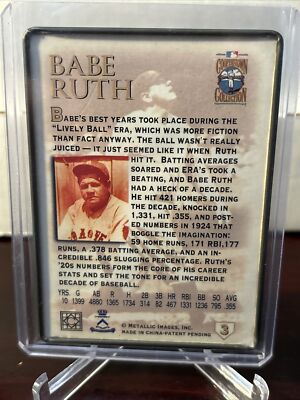 BABE
RUTH
COOPERSTOWN
COLLECTION
BABE'S BEST YEARS TOOK PLACE DURING THE
"LIVELY BALL" ERA, WHICH WAS MORE FICTION
THAN FACT ANYWAY. THE BALL WASN'T REALLY
JUICED — IT JUST SEEMED LIKE IT WHEN RUTH
HIT IT. BATTING AVERAGES
SOARED AND ERA'S TOOK A
BEATING, AND BABE RUTH
HAD A HECK OF A DECADE.
HE HIT 421 HOMERS DURING
THE DECADE, KNOCKED IN
1,331, HIT .355, AND POST-
ED NUMBERS IN 1924 THAT
BOGGLE THE IMAGINATION:
59 HOME RUNS, 171 RBI,177
RUNS, A .378 BATTING AVERAGE, AND AN IN-
CREDIBLE .846 SLUGGING PERCENTAGE. RUTH'S
'20S NUMBERS FORM THE CORE OF HIS CAREER
STATS AND SET THE TONE FOR AN INCREDIBLE
DECADE OF BASEBALL.
YRS. G AB R H 2B 3B HR RBI BB SO AVG
10 1399 4880 1365 1734 314 82 467 1331 1220 795 .355
© METALLIC IMAGES, INC.
MADE IN CHINA·PATENT PENDING
3